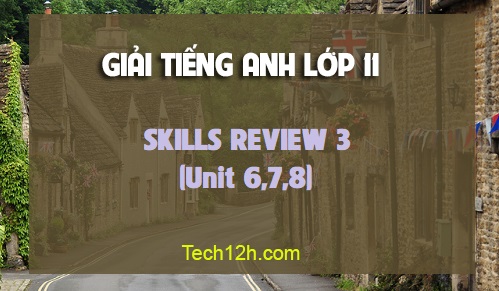 GIẢI TIẾNG ANH LỚP 11
SKILLS REVIEW 3
(Unit 6,7,8)
Tech12h.com